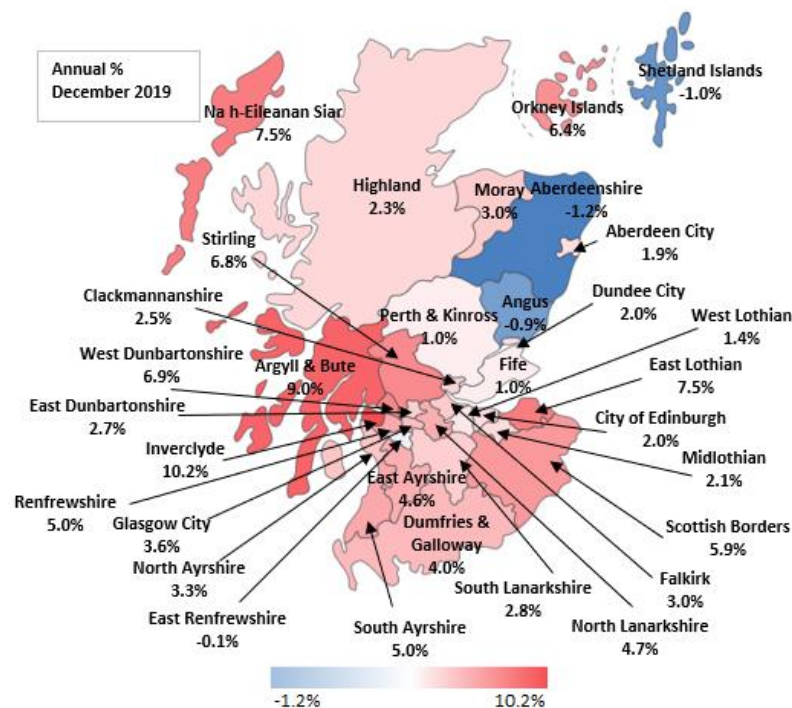 Annual %
December 2019
Shetland Islands
-1.0%
Na h-Eileanan Siar
7.5%
Orkney Islands
6.4%
Highland
2.3%
Moray
3.0%
Aberdeenshire
-1.2%
Aberdeen City
1.9%
Stirling
6.8%
Clackmannanshire
2.5%
Perth & Kinross
1.0%
Angus
-0.9%
Dundee City
2.0%
West Lothian
1.4%
West Dunbartonshire
6.9%
Argyll & Bute
9.0%
Fife
1.0%
East Lothian
7.5%
East Dunbartonshire
2.7%
City of Edinburgh
2.0%
Inverclyde
10.2%
Midlothian
2.1%
East Ayrshire
4.6%
Renfrewshire
5.0%
Glasgow City
3.6%
Dumfries &
Galloway
4.0%
Scottish Borders
5.9%
North Ayrshire
3.3%
South Lanarkshire
2.8%
Falkirk
3.0%
East Renfrewshire
-0.1%
South Ayrshire
5.0%
North Lanarkshire
4.7%
-1.2%
10.2%